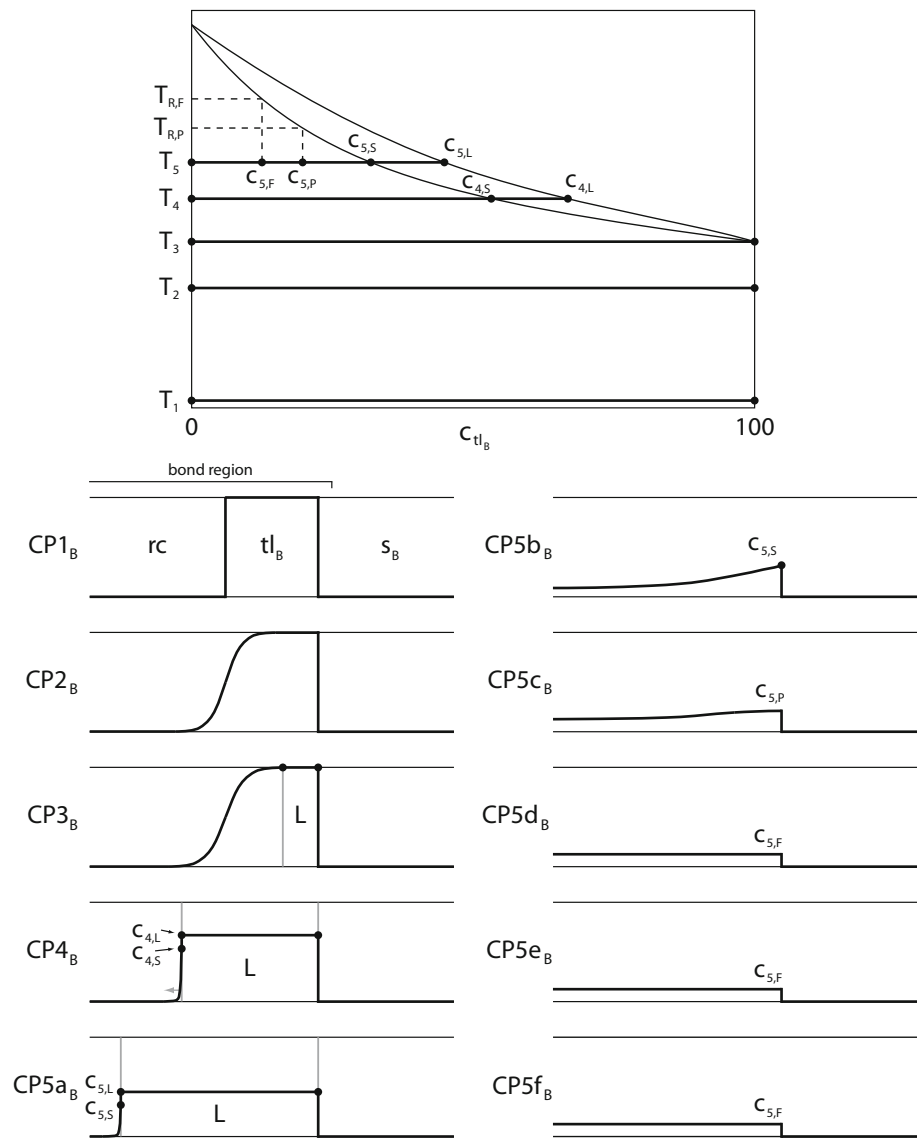 T_R,F
T_R,P
c_5,S c_5,L
T_5
c_5,F c_5,P
c_4,S c_4,L
T_4
T_3
T_2
T_1
0 c_tl_B 100
bond region
CP1_B rc tl_B s_B
CP2_B
CP3_B L
CP4_B c_4,L
c_4,S
L
CP5a_B c_5,L
c_5,S
L
CP5b_B c_5,S
CP5c_B c_5,P
CP5d_B c_5,F
CP5e_B c_5,F
CP5f_B c_5,F